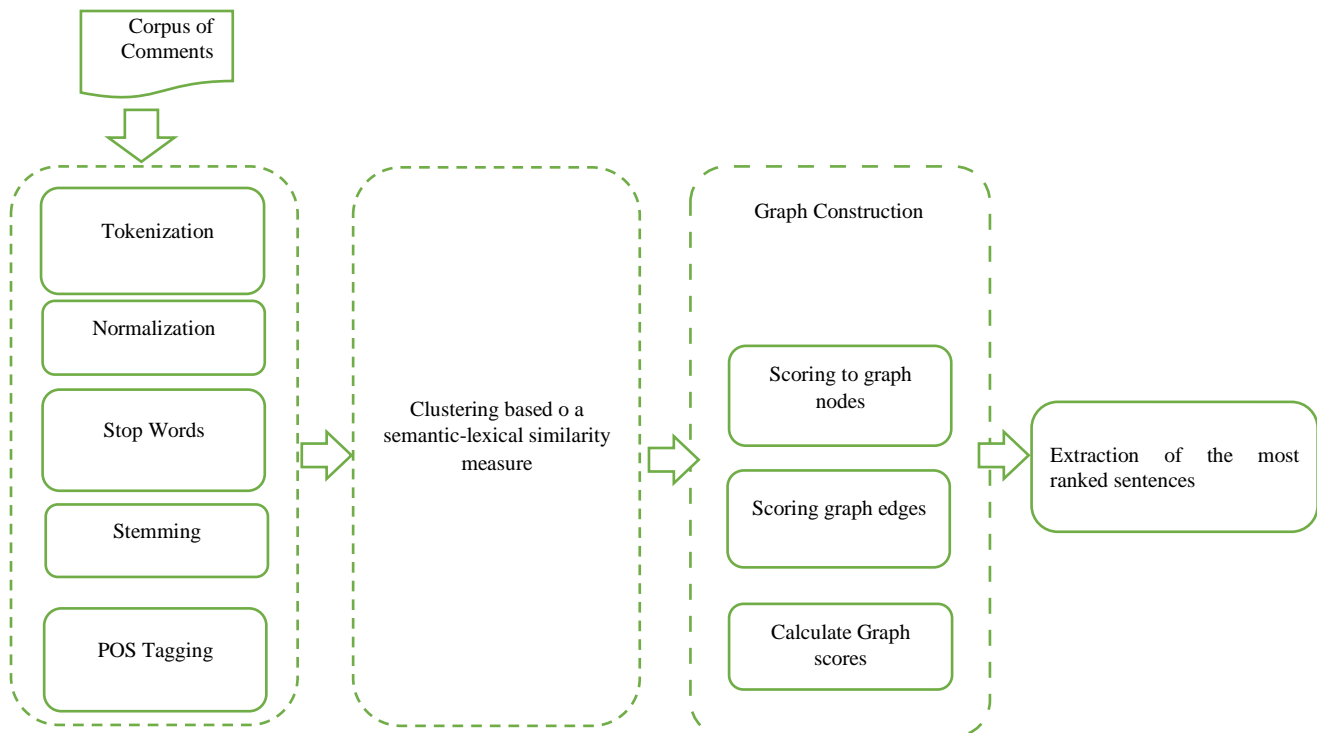 Corpus of
Comments
Tokenization
Normalization
Stop Words
Stemming
POS Tagging
Clustering based o a
semantic-lexical similarity
measure
Graph Construction
Scoring to graph
nodes
Scoring graph edges
Calculate Graph
scores
Extraction of the most
ranked sentences